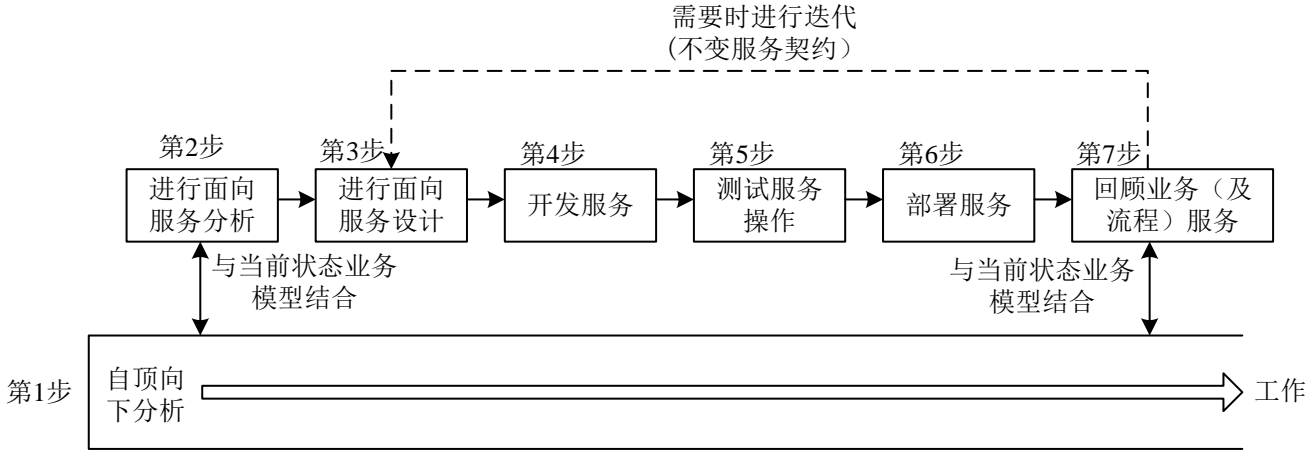 需要时进行迭代
(不变服务契约）
第2步
第3步
第4步
第5步
第6步
第7步
进行面向
服务分析
进行面向
服务设计
开发服务
测试服务
操作
部署服务
回顾业务（及
流程）服务
与当前状态业务
模型结合
与当前状态业务
模型结合
第1步
自顶向
下分析
工作